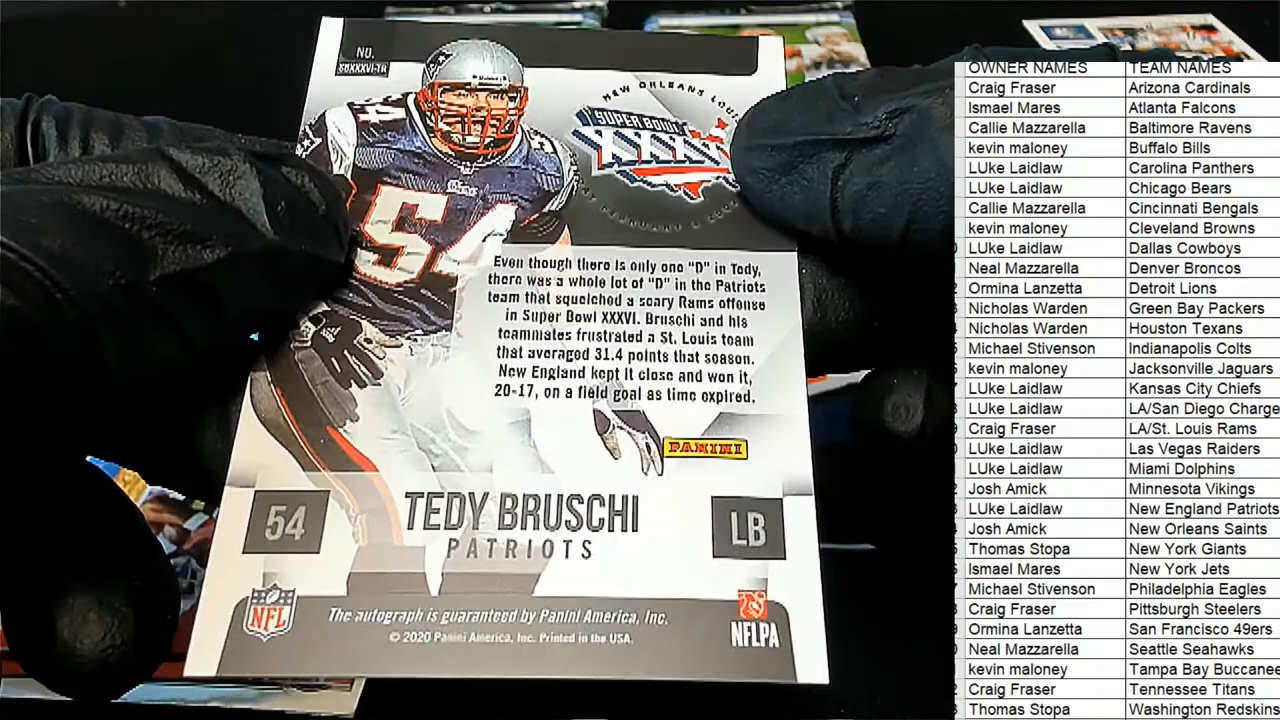 NO.
SBXXXVI-TB
NEW ORLEANS
SUPER BOWL
54
Even though there is only one "D" in Tedy,
there was a whole lot of "D" in the Patriots
team that squelched a scary Rams offense
in Super Bowl XXXVI. Bruschi and his
teammates frustrated a St. Louis team
that averaged 31.4 points that season.
New England kept it close and won it,
20-17, on a field goal as time expired.
PANINI
54
TEDY BRUSCHI
PATRIOTS
LB
NFL
The autograph is guaranteed by Panini America, Inc.
© 2020 Panini America, Inc. Printed in the USA.
NFLPA
OWNER NAMES TEAM NAMES
Craig Fraser Arizona Cardinals
Ismael Mares Atlanta Falcons
Callie Mazzarella Baltimore Ravens
kevin maloney Buffalo Bills
LUke Laidlaw Carolina Panthers
LUke Laidlaw Chicago Bears
Callie Mazzarella Cincinnati Bengals
kevin maloney Cleveland Browns
LUke Laidlaw Dallas Cowboys
Neal Mazzarella Denver Broncos
Ormina Lanzetta Detroit Lions
Nicholas Warden Green Bay Packers
Nicholas Warden Houston Texans
Michael Stivenson Indianapolis Colts
kevin maloney Jacksonville Jaguars
LUke Laidlaw Kansas City Chiefs
LUke Laidlaw LA/San Diego Charge
Craig Fraser LA/St. Louis Rams
LUke Laidlaw Las Vegas Raiders
LUke Laidlaw Miami Dolphins
Josh Amick Minnesota Vikings
LUke Laidlaw New England Patriots
Josh Amick New Orleans Saints
Thomas Stopa New York Giants
Ismael Mares New York Jets
Michael Stivenson Philadelphia Eagles
Craig Fraser Pittsburgh Steelers
Ormina Lanzetta San Francisco 49ers
Neal Mazzarella Seattle Seahawks
kevin maloney Tampa Bay Buccanee
Craig Fraser Tennessee Titans
Thomas Stopa Washington Redskins